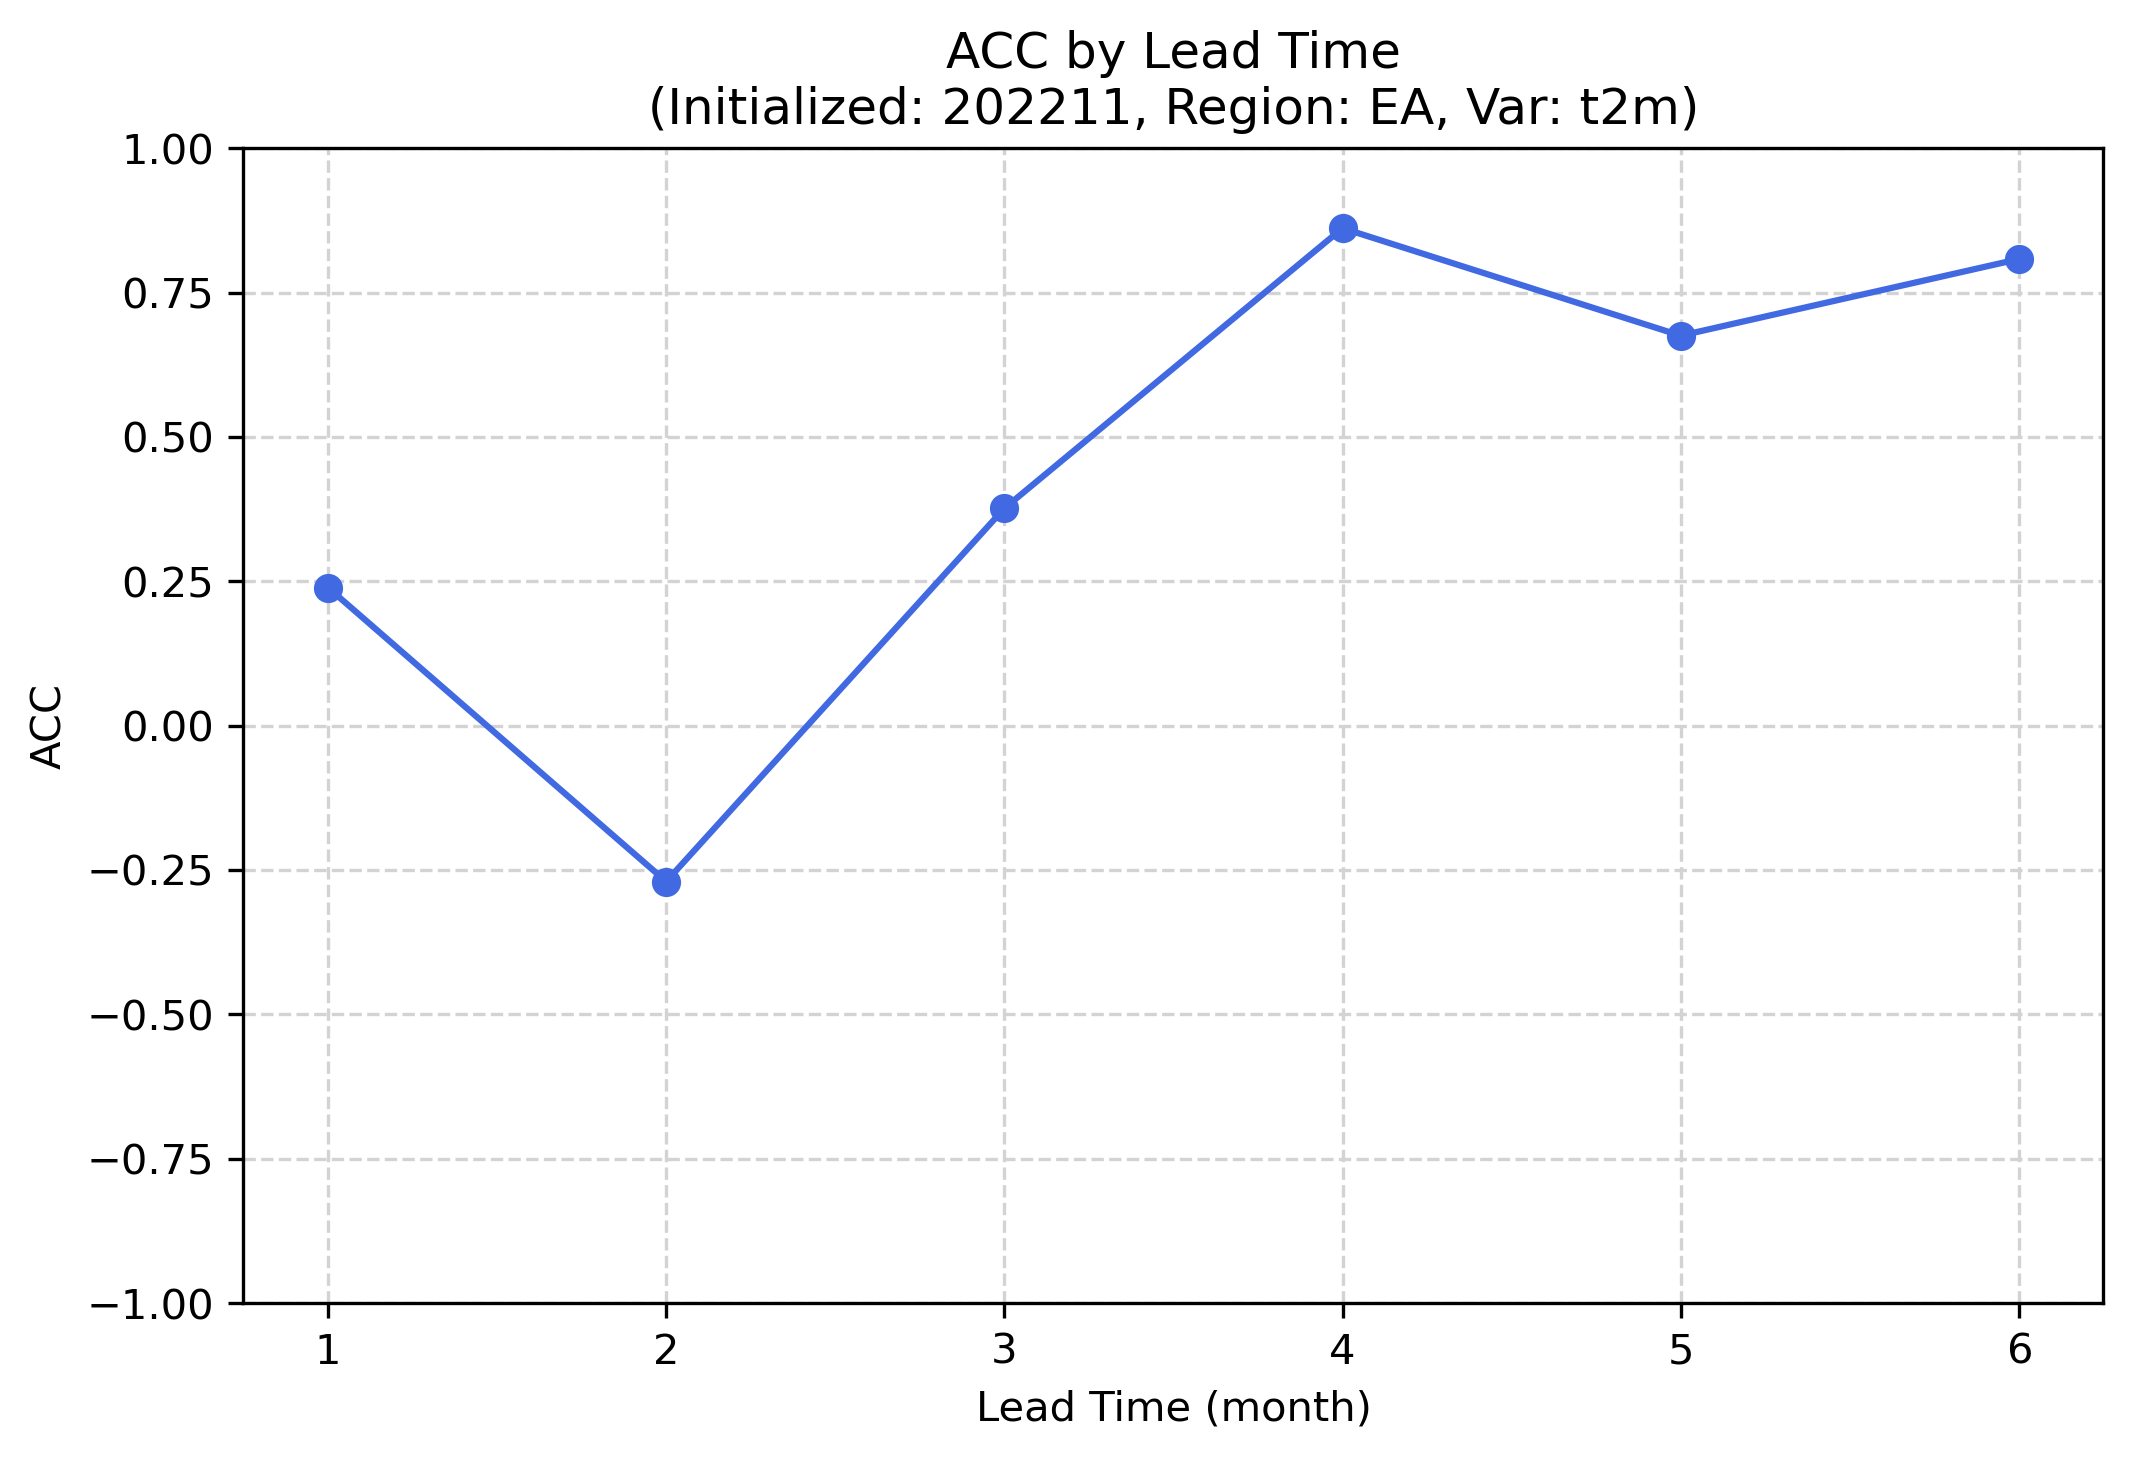 ACC by Lead Time
(Initialized: 202211, Region: EA, Var: t2m)
1.00
0.75
0.50
0.25
0.00
−0.25
−0.50
−0.75
−1.00
ACC
1 2 3 4 5 6
Lead Time (month)